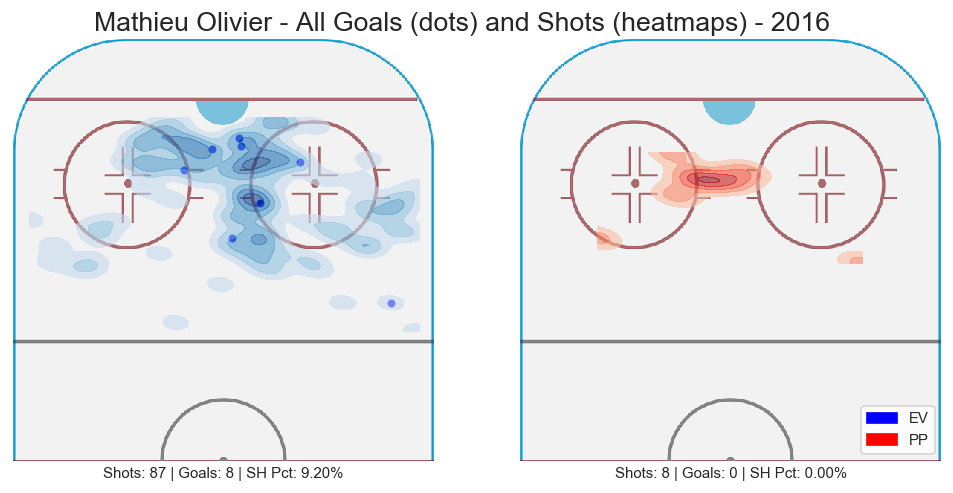 Mathieu Olivier - All Goals (dots) and Shots (heatmaps) - 2016
EV
PP
Shots: 87 | Goals: 8 | SH Pct: 9.20%
Shots: 8 | Goals: 0 | SH Pct: 0.00%